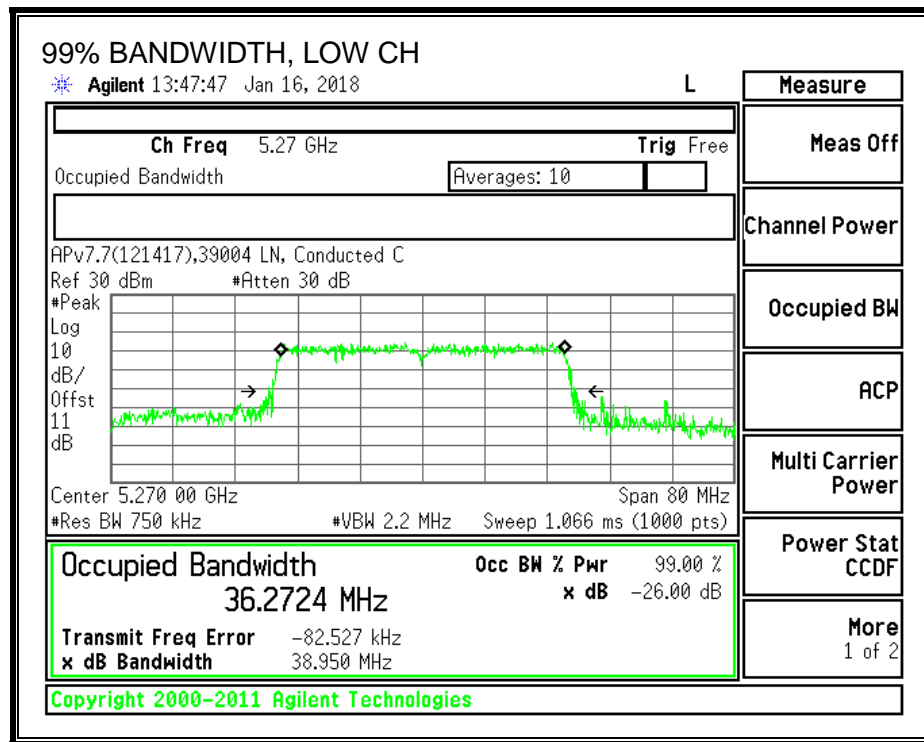 99% BANDWIDTH, LOW CH
Agilent 13:47:47 Jan 16, 2018 L
Measure
Ch Freq 5.27 GHz Trig Free
Meas Off
Occupied Bandwidth Averages: 10
Channel Power
APv7.7(121417),39004 LN, Conducted C
Ref 30 dBm #Atten 30 dB
#Peak
Log
10
dB/
Offst
11
dB
Occupied BW
ACP
Multi Carrier
Power
Center 5.270 00 GHz Span 80 MHz
#Res BW 750 kHz #VBW 2.2 MHz Sweep 1.066 ms (1000 pts)
Power Stat
CCDF
Occupied Bandwidth Occ BW % Pwr 99.00 %
36.2724 MHz x dB -26.00 dB
Transmit Freq Error -82.527 kHz
x dB Bandwidth 38.950 MHz
More
1 of 2
Copyright 2000-2011 Agilent Technologies